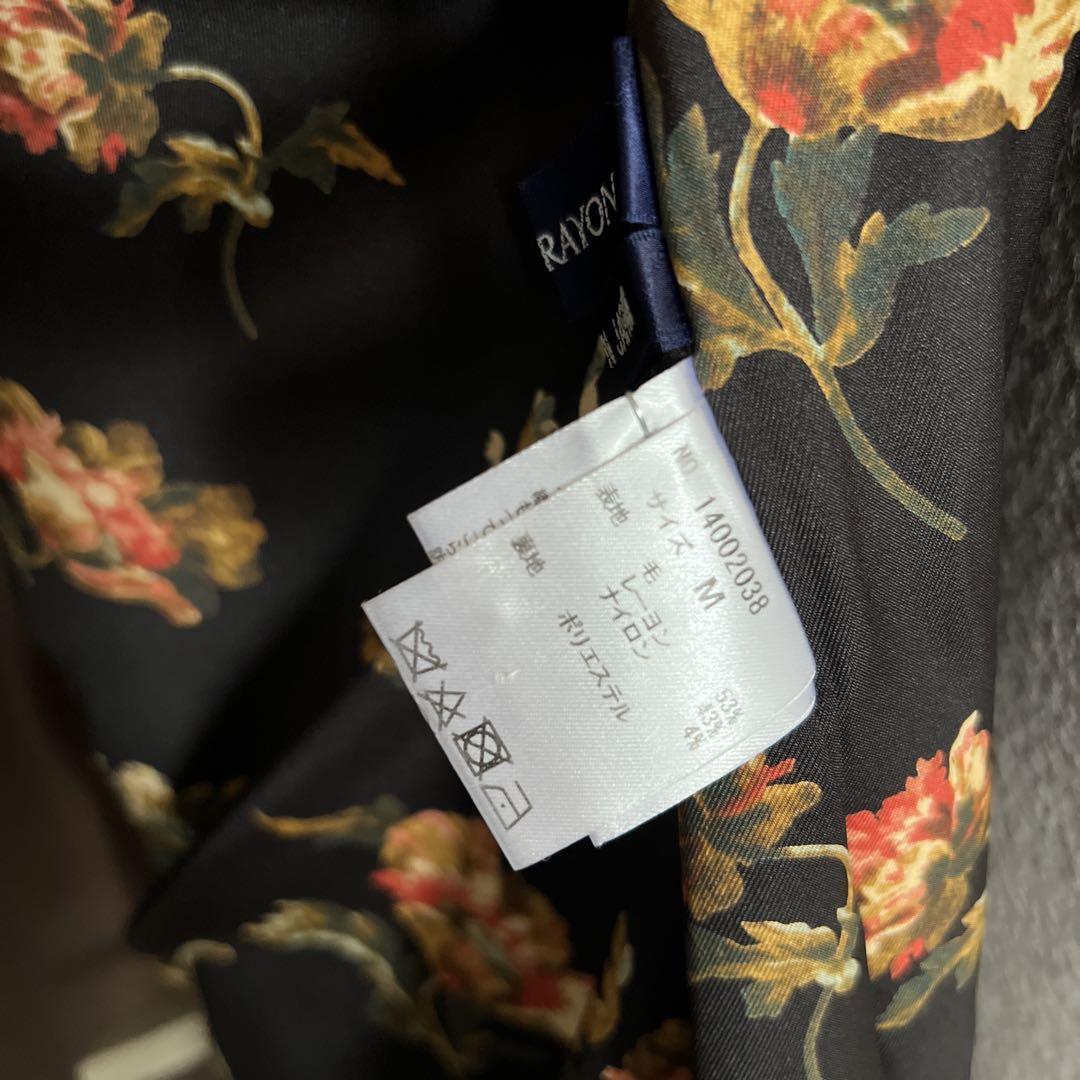 RAYON
NO 14002038
サイズ M
表地 毛 53%
レーヨン 43%
ナイロン 4%
裏地 ポリエステル